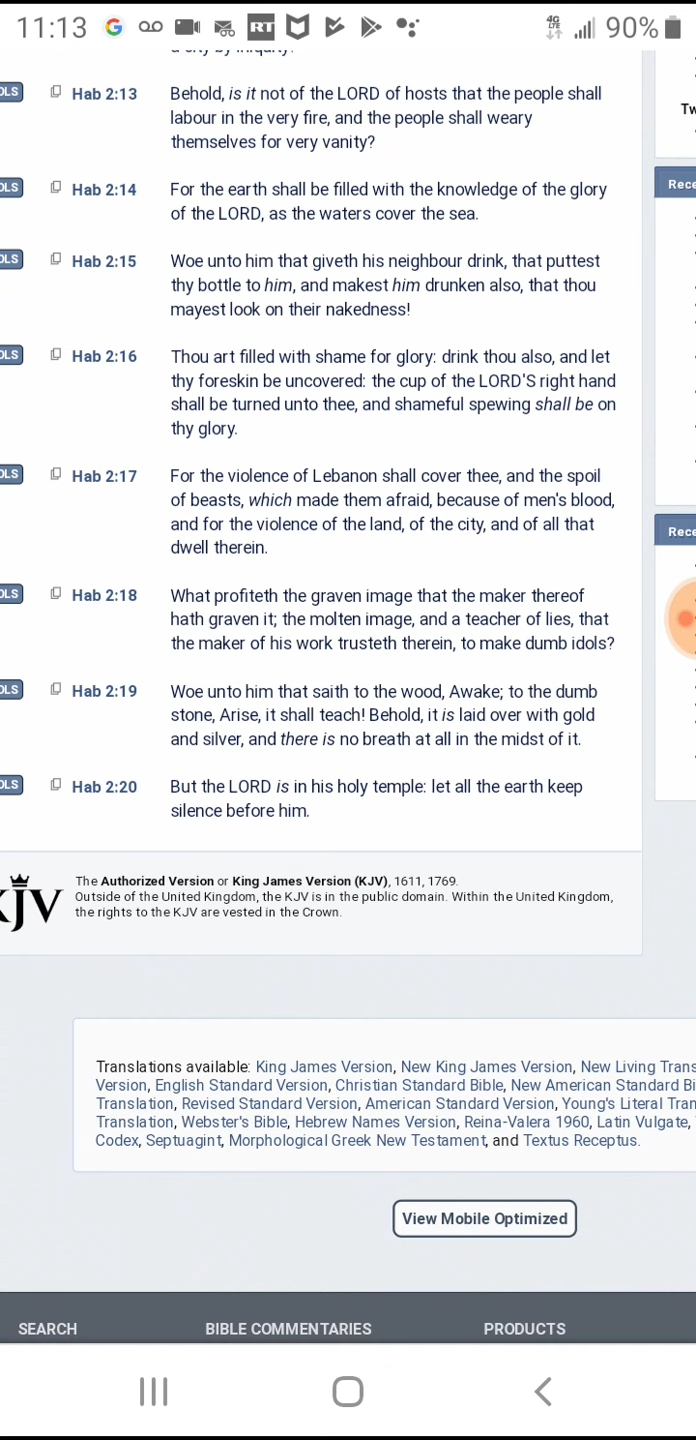 11:13
RT
4G
LTE
90%
a city by iniquity!
OLS
Hab 2:13
Behold, is it not of the LORD of hosts that the people shall
labour in the very fire, and the people shall weary
themselves for very vanity?
OLS
Hab 2:14
For the earth shall be filled with the knowledge of the glory
of the LORD, as the waters cover the sea.
OLS
Hab 2:15
Woe unto him that giveth his neighbour drink, that puttest
thy bottle to him, and makest him drunken also, that thou
mayest look on their nakedness!
OLS
Hab 2:16
Thou art filled with shame for glory: drink thou also, and let
thy foreskin be uncovered: the cup of the LORD'S right hand
shall be turned unto thee, and shameful spewing shall be on
thy glory.
OLS
Hab 2:17
For the violence of Lebanon shall cover thee, and the spoil
of beasts, which made them afraid, because of men's blood,
and for the violence of the land, of the city, and of all that
dwell therein.
OLS
Hab 2:18
What profiteth the graven image that the maker thereof
hath graven it; the molten image, and a teacher of lies, that
the maker of his work trusteth therein, to make dumb idols?
OLS
Hab 2:19
Woe unto him that saith to the wood, Awake; to the dumb
stone, Arise, it shall teach! Behold, it is laid over with gold
and silver, and there is no breath at all in the midst of it.
OLS
Hab 2:20
But the LORD is in his holy temple: let all the earth keep
silence before him.
Tw
Rece
Rece
KJV
The Authorized Version or King James Version (KJV), 1611, 1769.
Outside of the United Kingdom, the KJV is in the public domain. Within the United Kingdom,
the rights to the KJV are vested in the Crown.
Translations available: King James Version, New King James Version, New Living Trans
Version, English Standard Version, Christian Standard Bible, New American Standard Bi
Translation, Revised Standard Version, American Standard Version, Young's Literal Tran
Translation, Webster's Bible, Hebrew Names Version, Reina-Valera 1960, Latin Vulgate,
Codex, Septuagint, Morphological Greek New Testament, and Textus Receptus.
View Mobile Optimized
SEARCH
BIBLE COMMENTARIES
PRODUCTS